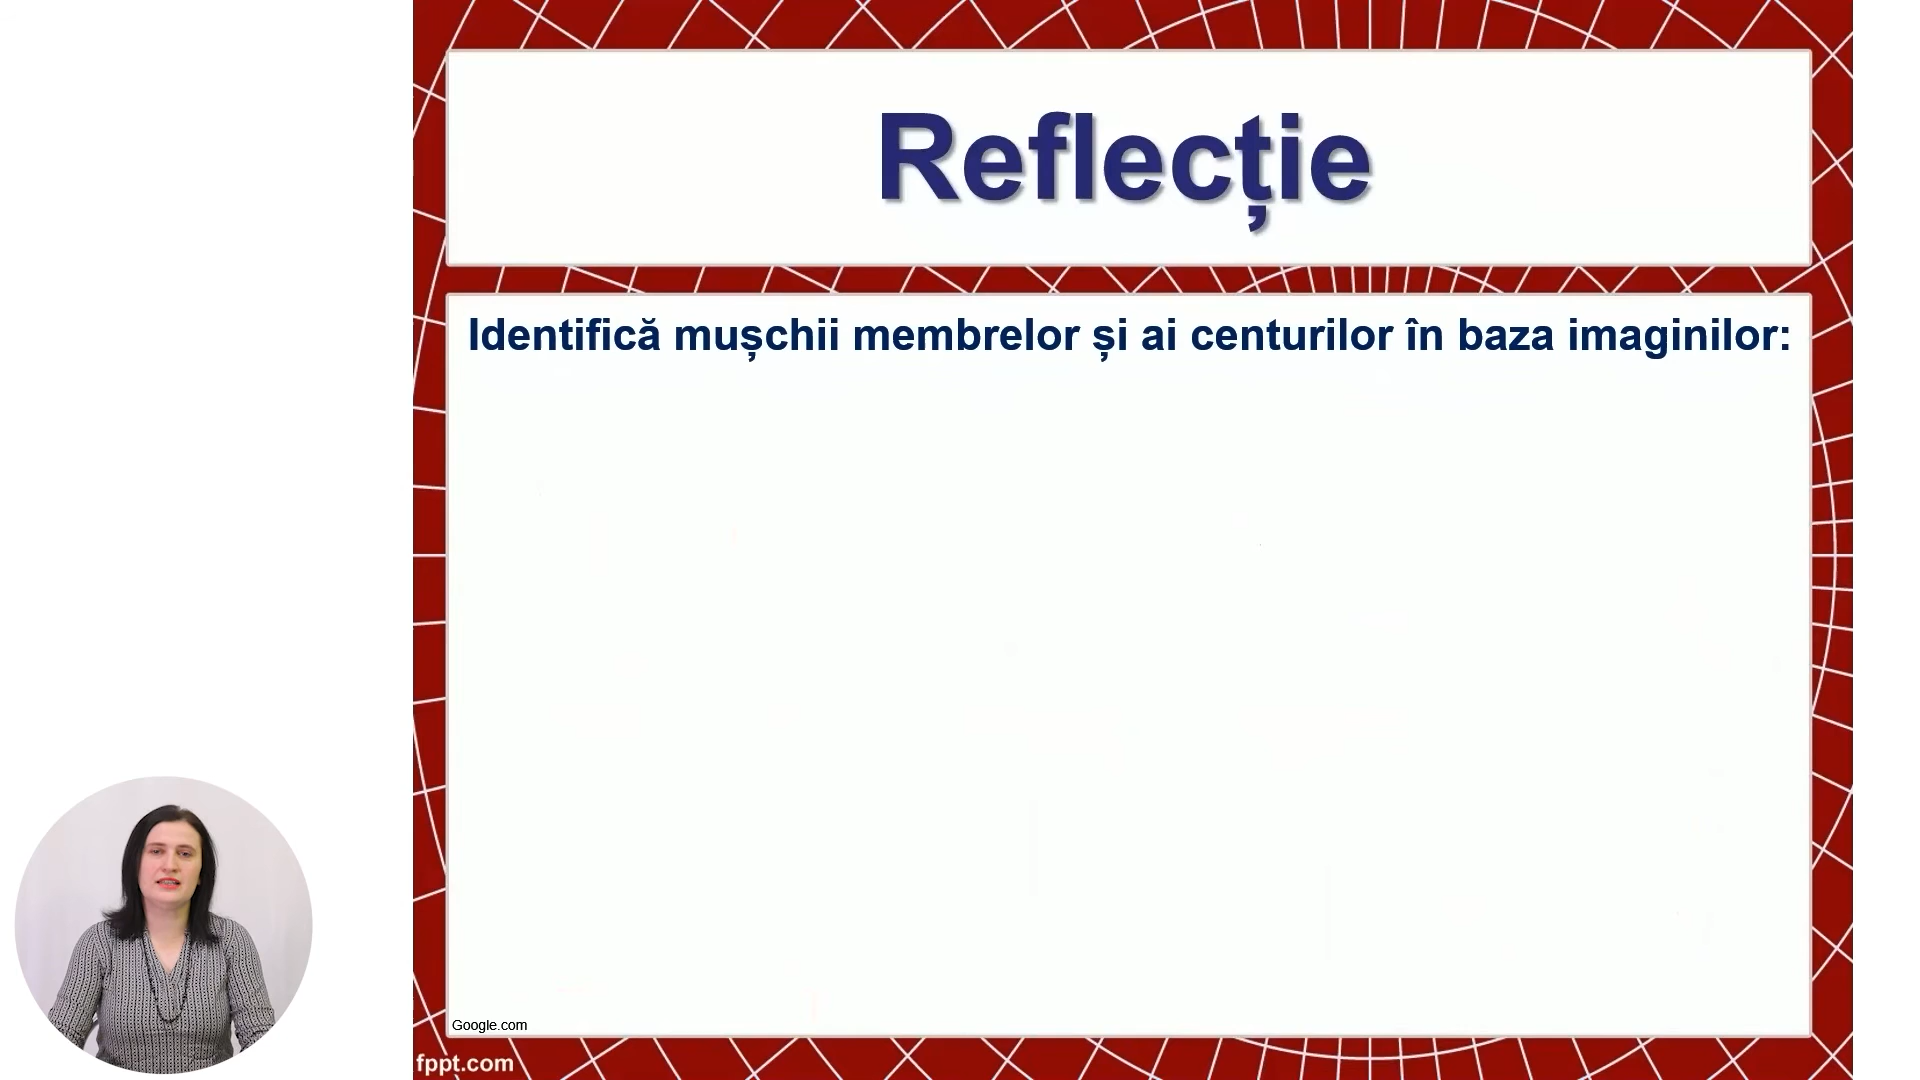 Reflecție
Identifică mușchii membrelor și ai centurilor în baza imaginilor:
Google.com
fppt.com